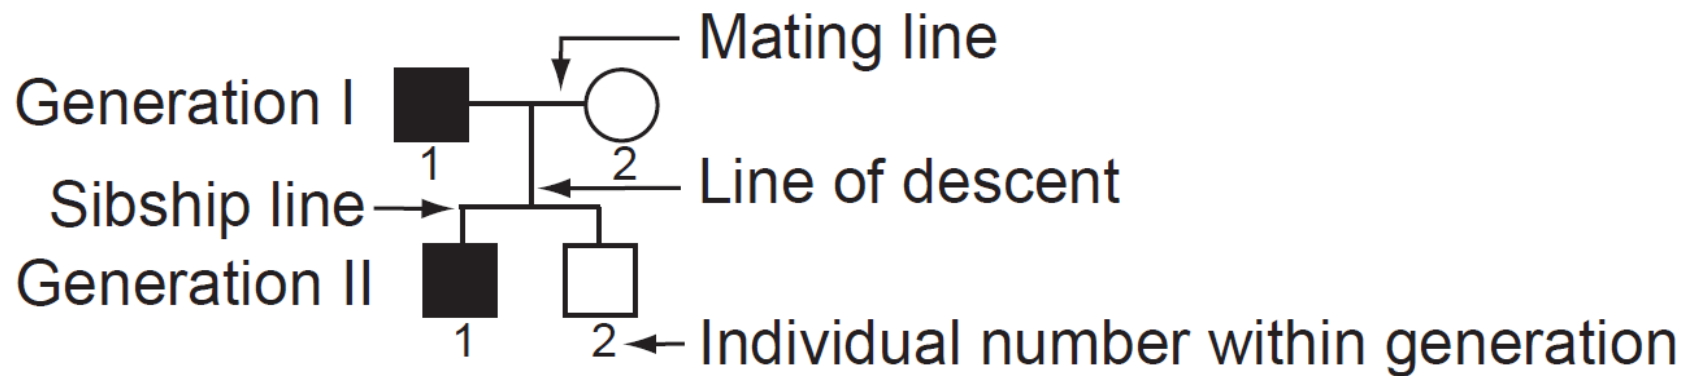 Mating line
Generation I
1 2
Line of descent
Sibship line
Generation II
1 2
Individual number within generation